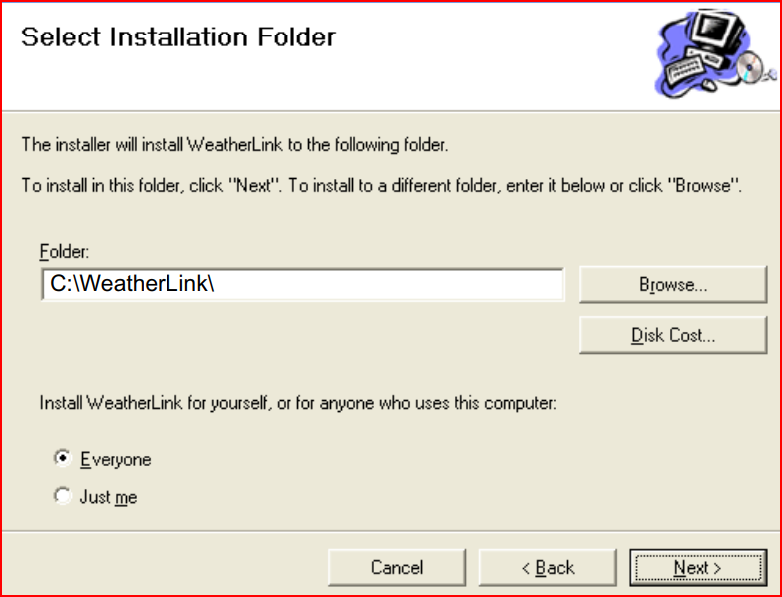 Select Installation Folder
The installer will install WeatherLink to the following folder.
To install in this folder, click "Next". To install to a different folder, enter it below or click "Browse".
Folder:
C:\WeatherLink\
Browse...
Disk Cost...
Install WeatherLink for yourself, or for anyone who uses this computer:
Everyone
Just me
Cancel
< Back
Next >